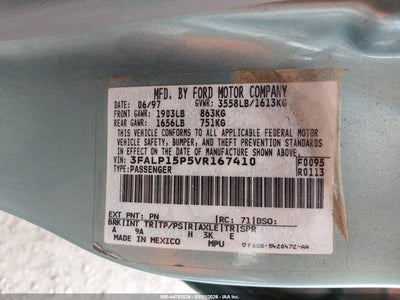 MFD. BY FORD MOTOR COMPANY
DATE: 06/97 GVWR: 3558LB/1613KG
FRONT GAWR: 1903LB 863KG
REAR GAWR: 1656LB 751KG
THIS VEHICLE CONFORMS TO ALL APPLICABLE FEDERAL MOTOR
VEHICLE SAFETY, BUMPER, AND THEFT PREVENTION STANDARDS
IN EFFECT ON THE DATE OF MANUFACTURE SHOWN ABOVE
VIN: 3FALP15P5VR167410 F0095
TYPE: PASSENGER R0113
EXT PNT: PN RC: 71 DSO:
BRK INT TR TP/PS R AXLE TR SPR
A 9A H 3K E
MADE IN MEXICO MPU